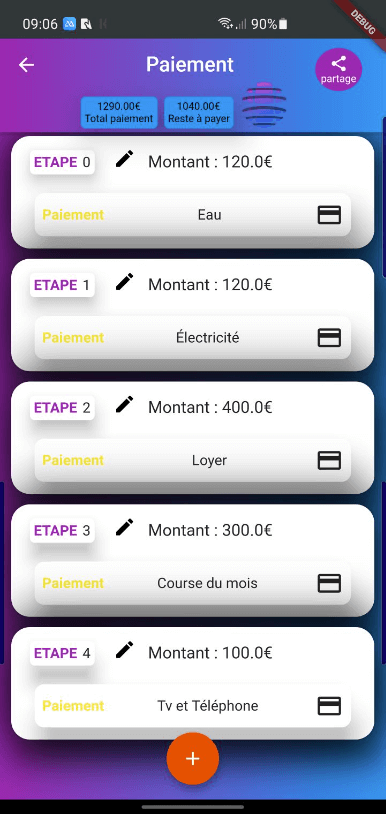 09:06 90%
DEBUG
Paiement
partage
1290.00€ 1040.00€
Total paiement Reste à payer
ETAPE 0 Montant : 120.0€
Paiement Eau
ETAPE 1 Montant : 120.0€
Paiement Électricité
ETAPE 2 Montant : 400.0€
Paiement Loyer
ETAPE 3 Montant : 300.0€
Paiement Course du mois
ETAPE 4 Montant : 100.0€
Paiement Tv et Téléphone
+